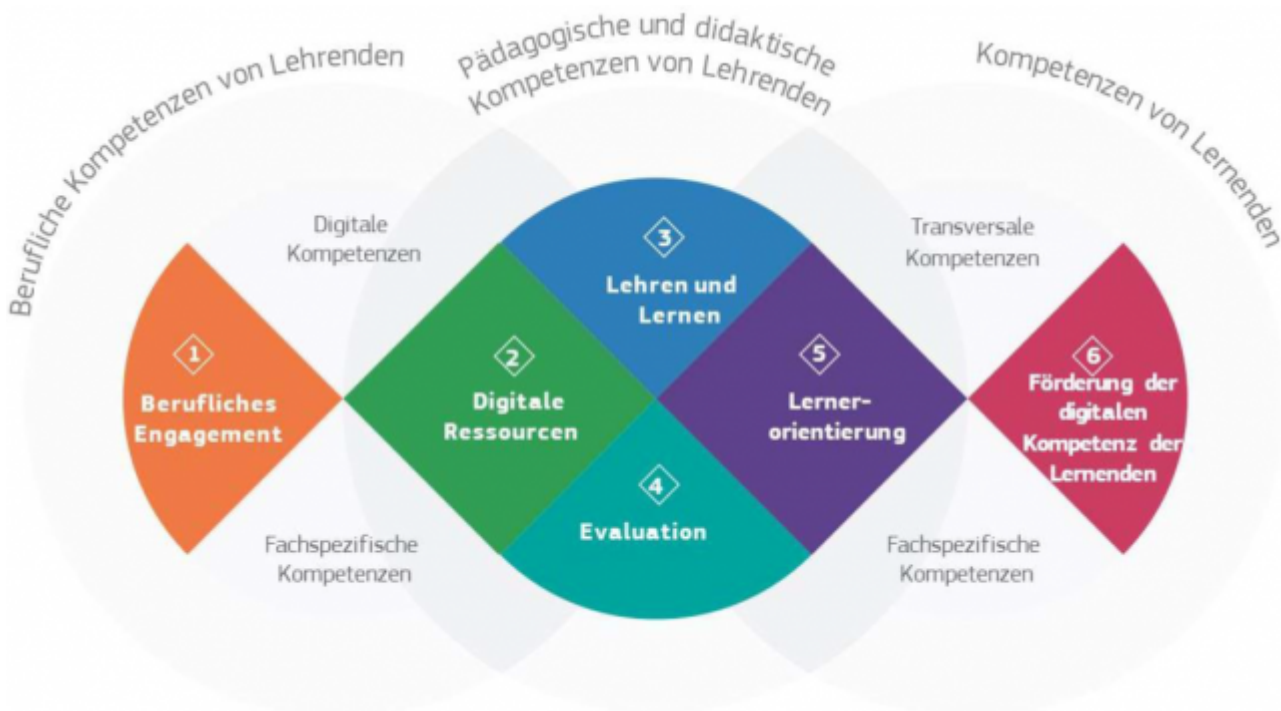 Berufliche Kompetenzen von Lehrenden
Pädagogische und didaktische
Kompetenzen von Lehrenden
Kompetenzen von Lernenden
Digitale
Kompetenzen
Transversale
Kompetenzen
1
Berufliches
Engagement
2
Digitale
Ressourcen
3
Lehren und
Lernen
4
Evaluation
5
Lerner-
orientierung
6
Förderung der
digitalen
Kompetenz der
Lernenden
Fachspezifische
Kompetenzen
Fachspezifische
Kompetenzen